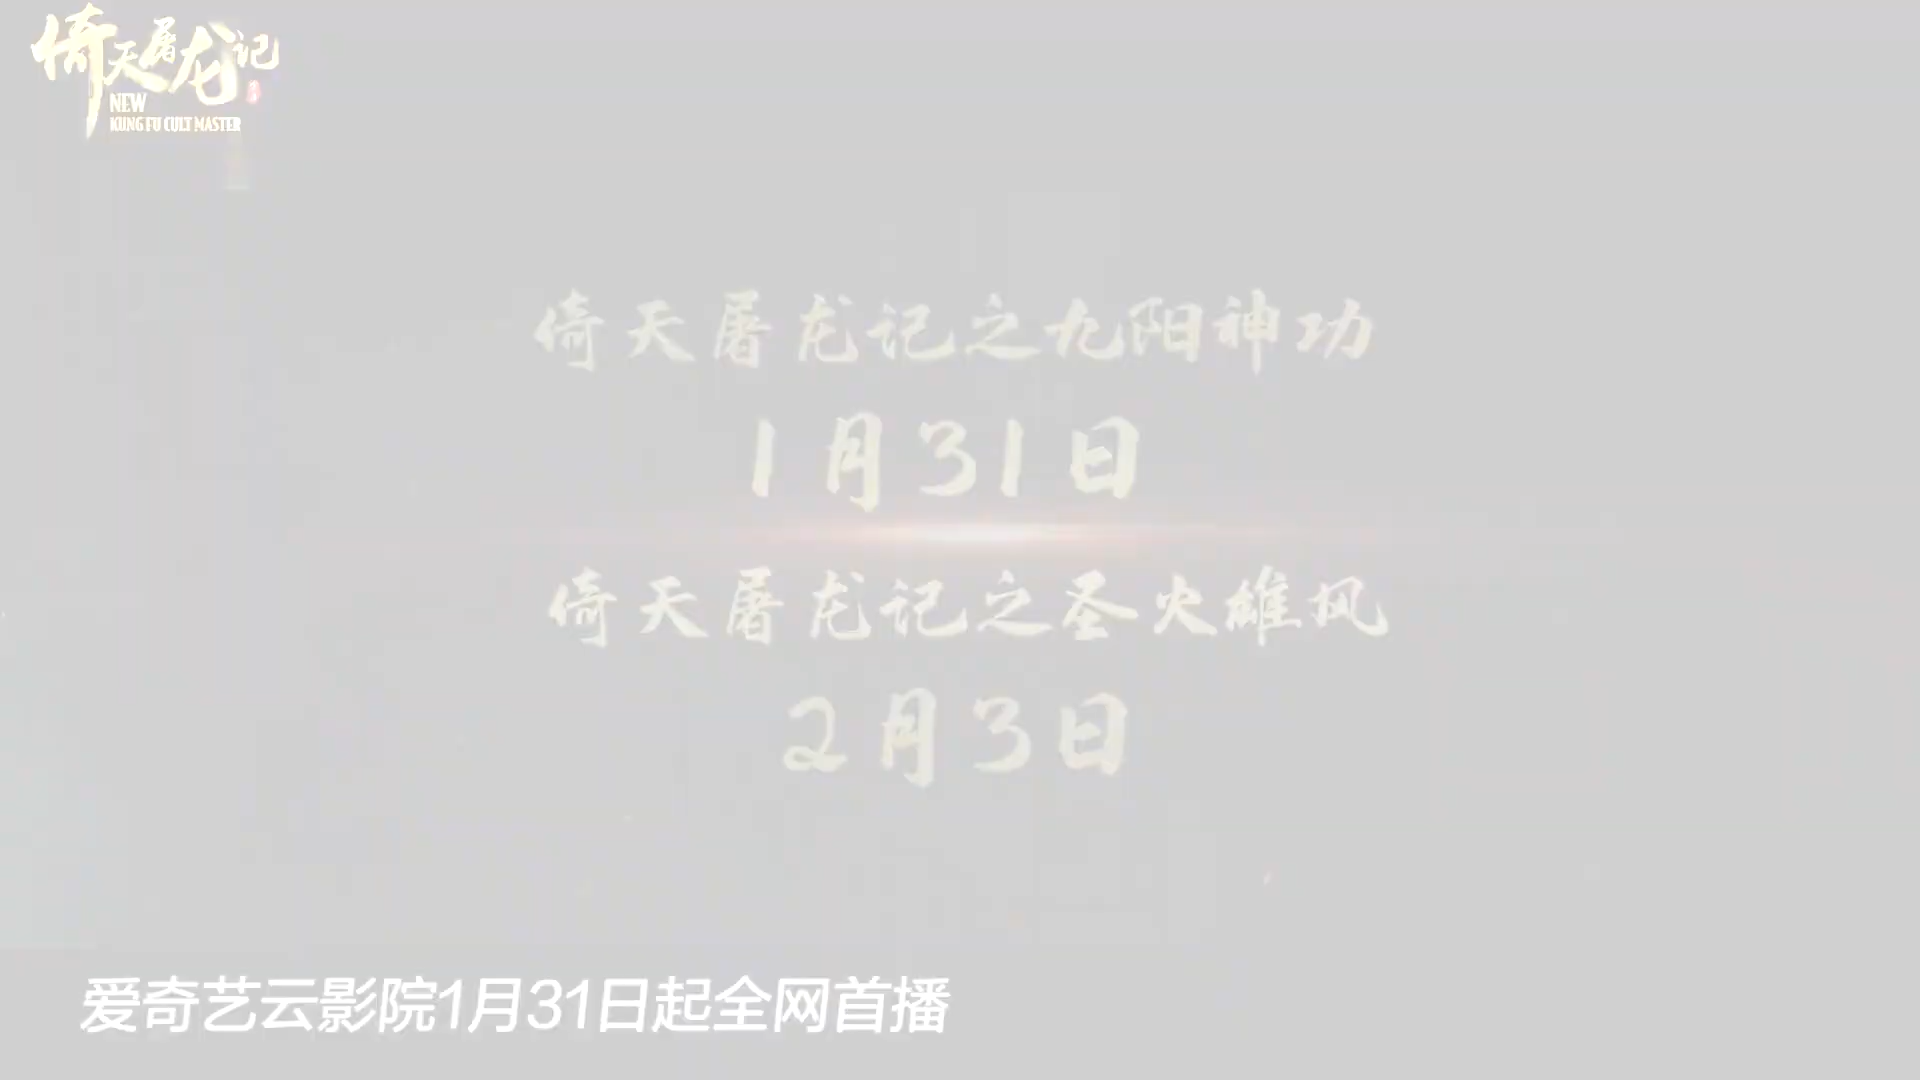 倚天屠龙记
NEW
KUNG FU CULT MASTER
倚天屠龙记之九阳神功
1月31日
倚天屠龙记之圣火雄风
2月3日
爱奇艺云影院1月31日起全网首播